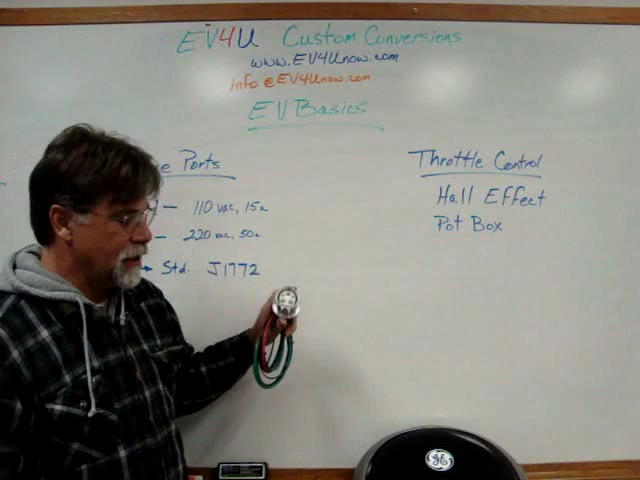 EV4U Custom Conversions
www.EV4Unow.com
info@EV4Unow.com
EV Basics
Ports
110 vac, 15a
220 vac, 50a
Std. J1772
Throttle Control
Hall Effect
Pot Box
GE